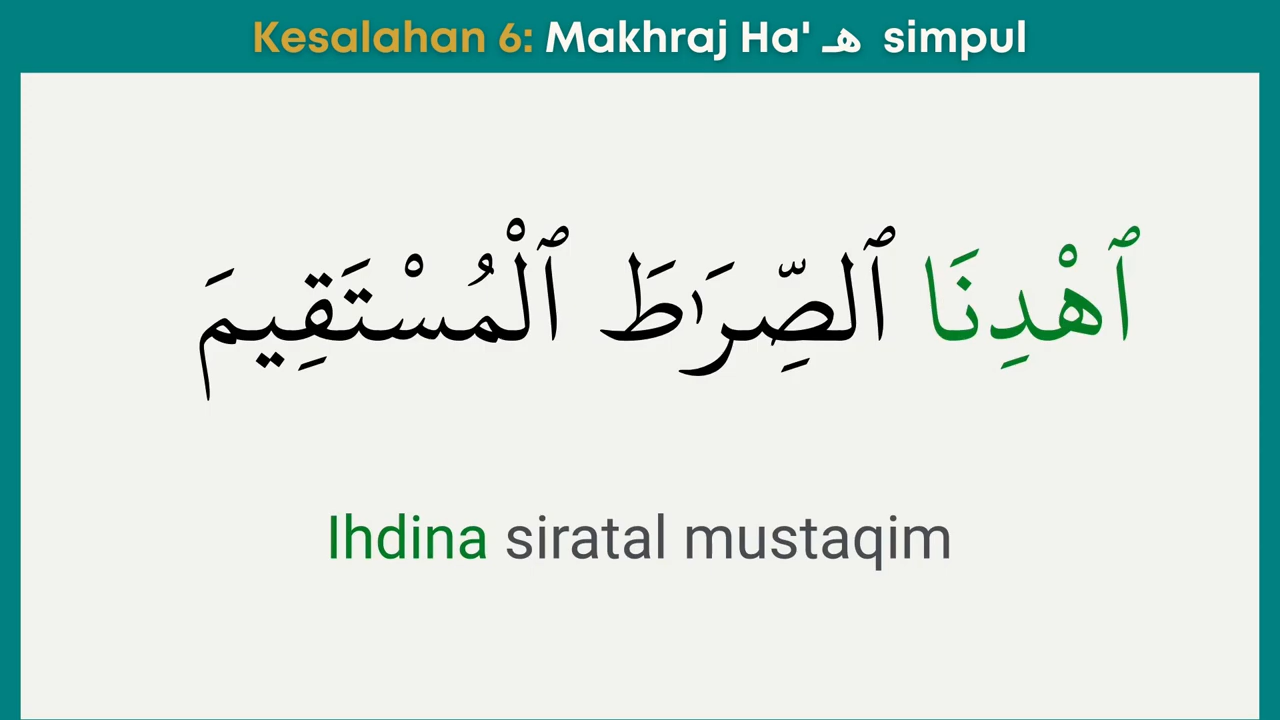 Kesalahan 6: Makhraj Ha' هـ simpul
ٱهْدِنَا ٱلصِّرَٰطَ ٱلْمُسْتَقِيمَ
Ihdina siratal mustaqim